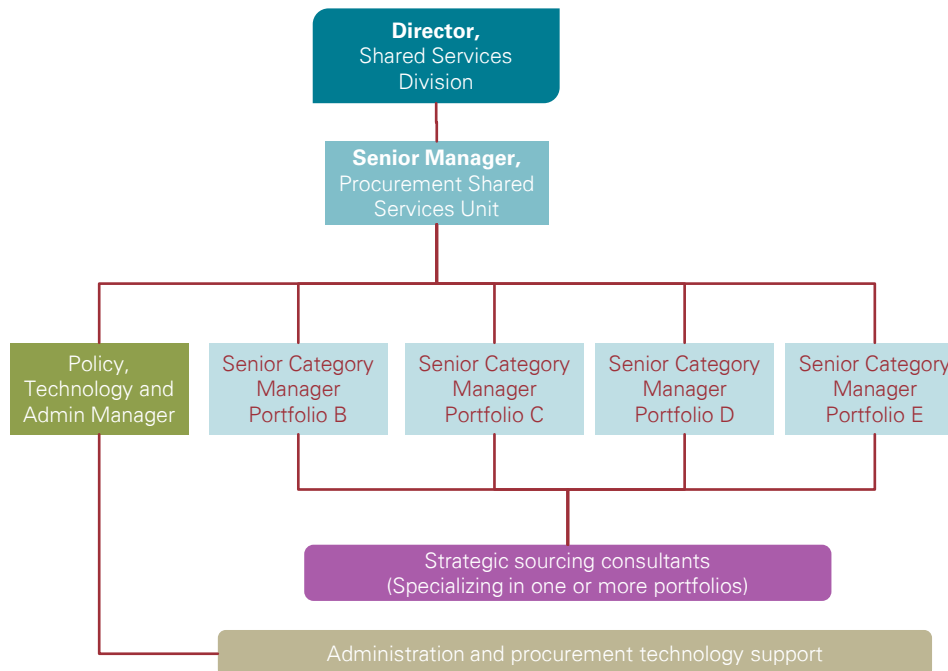 Director,
Shared Services
Division
Senior Manager,
Procurement Shared
Services Unit
Policy,
Technology and
Admin Manager
Senior Category
Manager
Portfolio B
Senior Category
Manager
Portfolio C
Senior Category
Manager
Portfolio D
Senior Category
Manager
Portfolio E
Strategic sourcing consultants
(Specializing in one or more portfolios)
Administration and procurement technology support